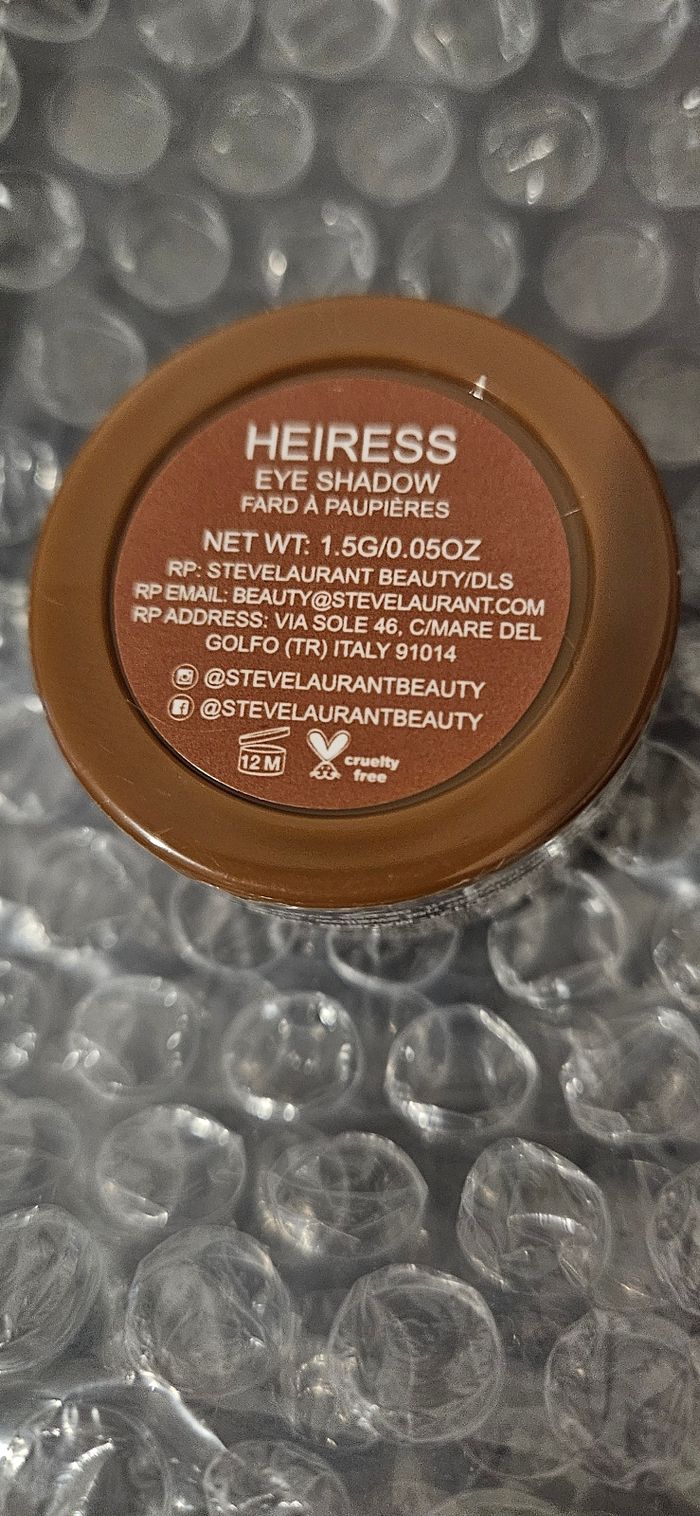 HEIRESS
EYE SHADOW
FARD À PAUPIÈRES
NET WT: 1.5G/0.05OZ
RP: STEVELAURANT BEAUTY/DLS
RP EMAIL: BEAUTY@STEVELAURANT.COM
RP ADDRESS: VIA SOLE 46, C/MARE DEL
GOLFO (TR) ITALY 91014
@STEVELAURANTBEAUTY
@STEVELAURANTBEAUTY
12 M
cruelty
free